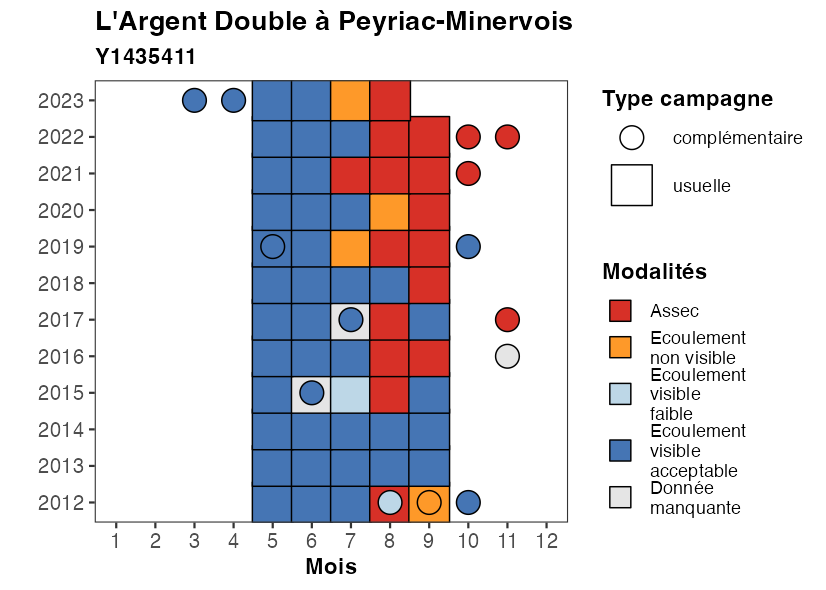 L'Argent Double à Peyriac-Minervois
Y1435411
2023
2022
2021
2020
2019
2018
2017
2016
2015
2014
2013
2012
1 2 3 4 5 6 7 8 9 10 11 12
Mois
Type campagne
complémentaire
usuelle
Modalités
Assec
Ecoulement
non visible
Ecoulement
visible
faible
Ecoulement
visible
acceptable
Donnée
manquante